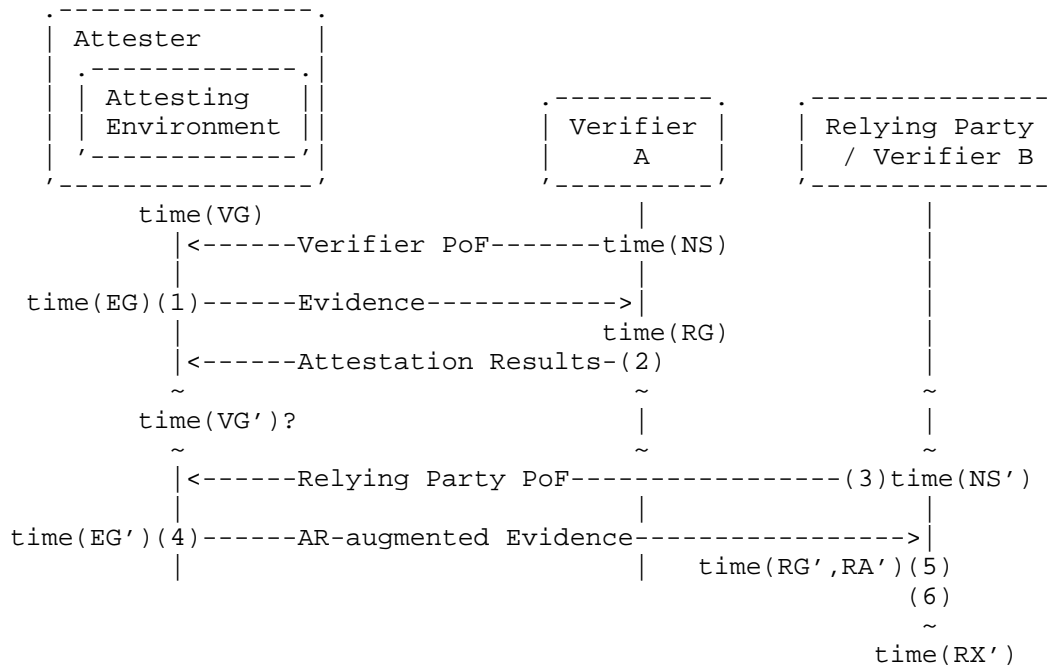 Attester
Attesting
Environment
Verifier
A
Relying Party
/ Verifier B
time(VG)
<------Verifier PoF-------time(NS)
time(EG)(1)------Evidence------------>
time(RG)
<------Attestation Results-(2)
~ ~ ~
time(VG')?
~ ~ ~
<------Relying Party PoF-----------------(3)time(NS')
time(EG')(4)------AR-augmented Evidence----------------->
time(RG',RA')(5)
(6)
~
time(RX')